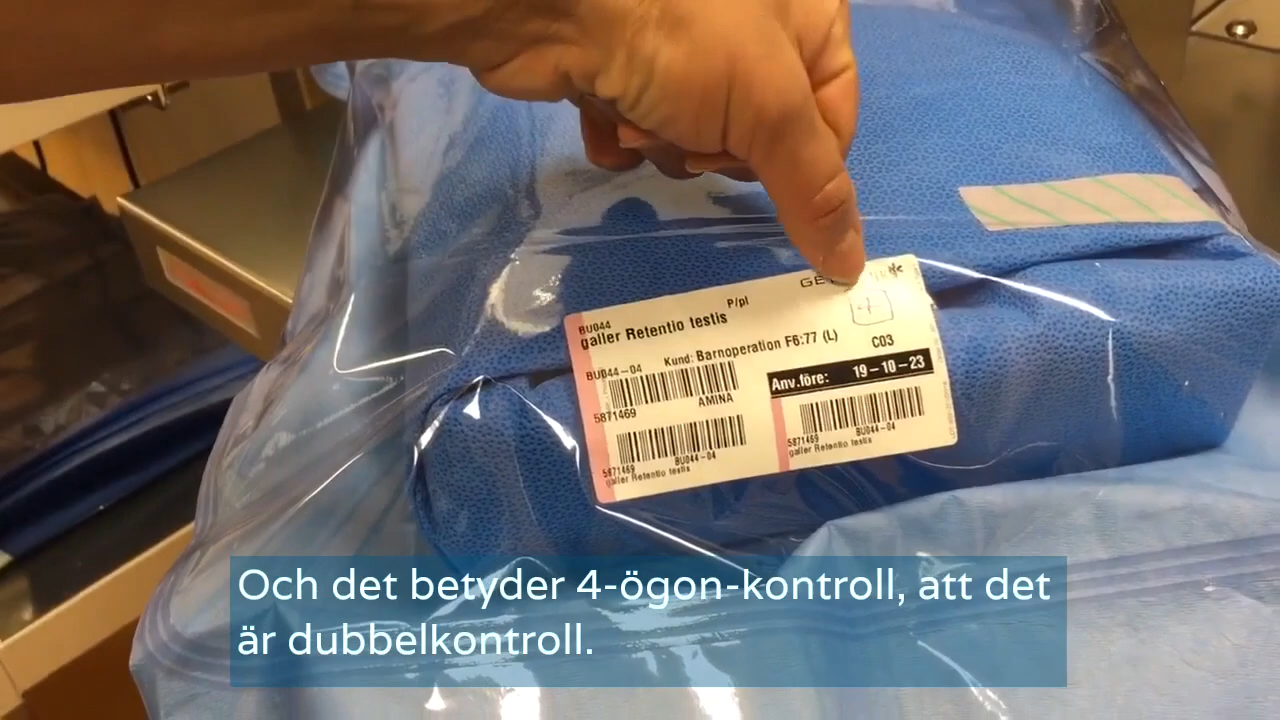 P/pl
BU044
galler Retentio testis
Kund: Barnoperation F6:77 (L)
C03
BU044-04
AMINA
5871469
Anv.före: 19-10-23
5871469 BU044-04
galler Retentio testis
5871469 BU044-04
galler Retentio testis
Och det betyder 4-ögon-kontroll, att det
är dubbelkontroll.